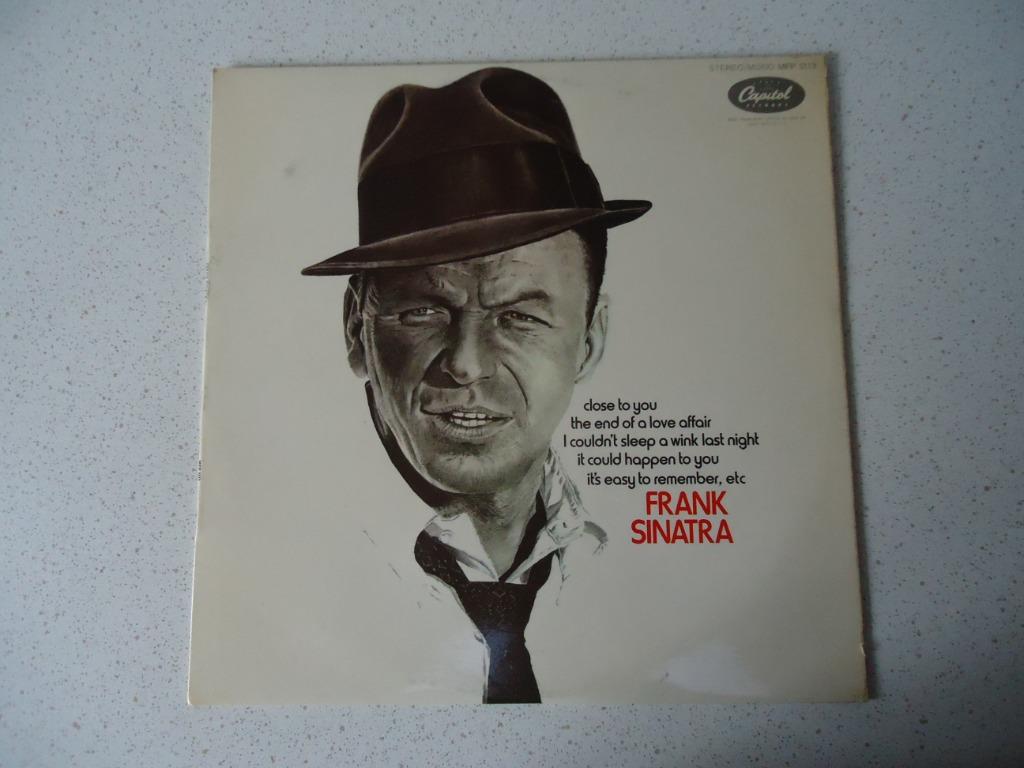 STEREO/MONO MFP
Capitol
RECORDS
close to you
the end of a love affair
I couldn't sleep a wink last night
it could happen to you
it's easy to remember, etc
FRANK
SINATRA